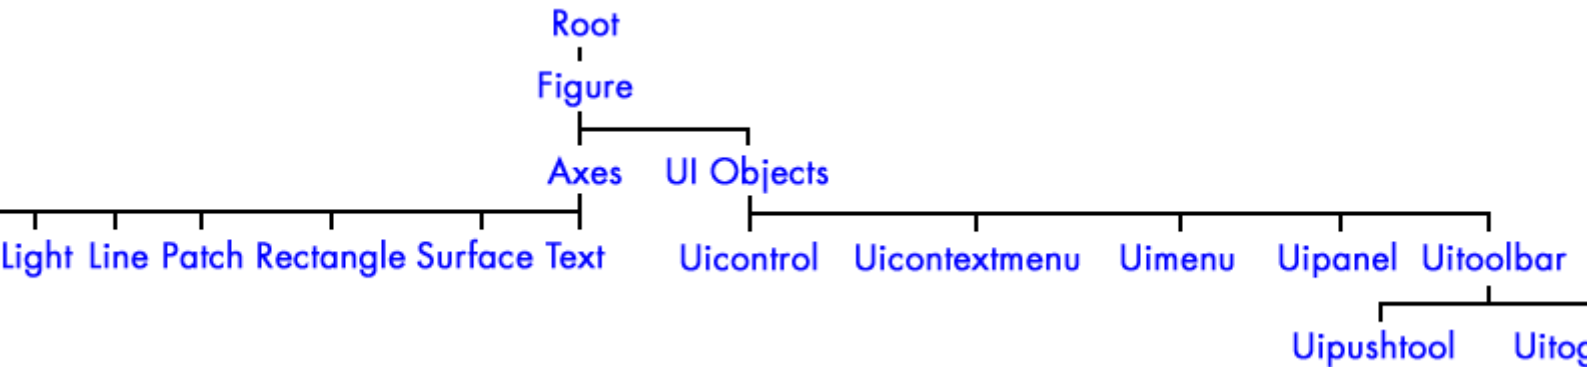 Root
Figure
Axes UI Objects
Light Line Patch Rectangle Surface Text Uicontrol Uicontextmenu Uimenu Uipanel Uitoolbar
Uipushtool